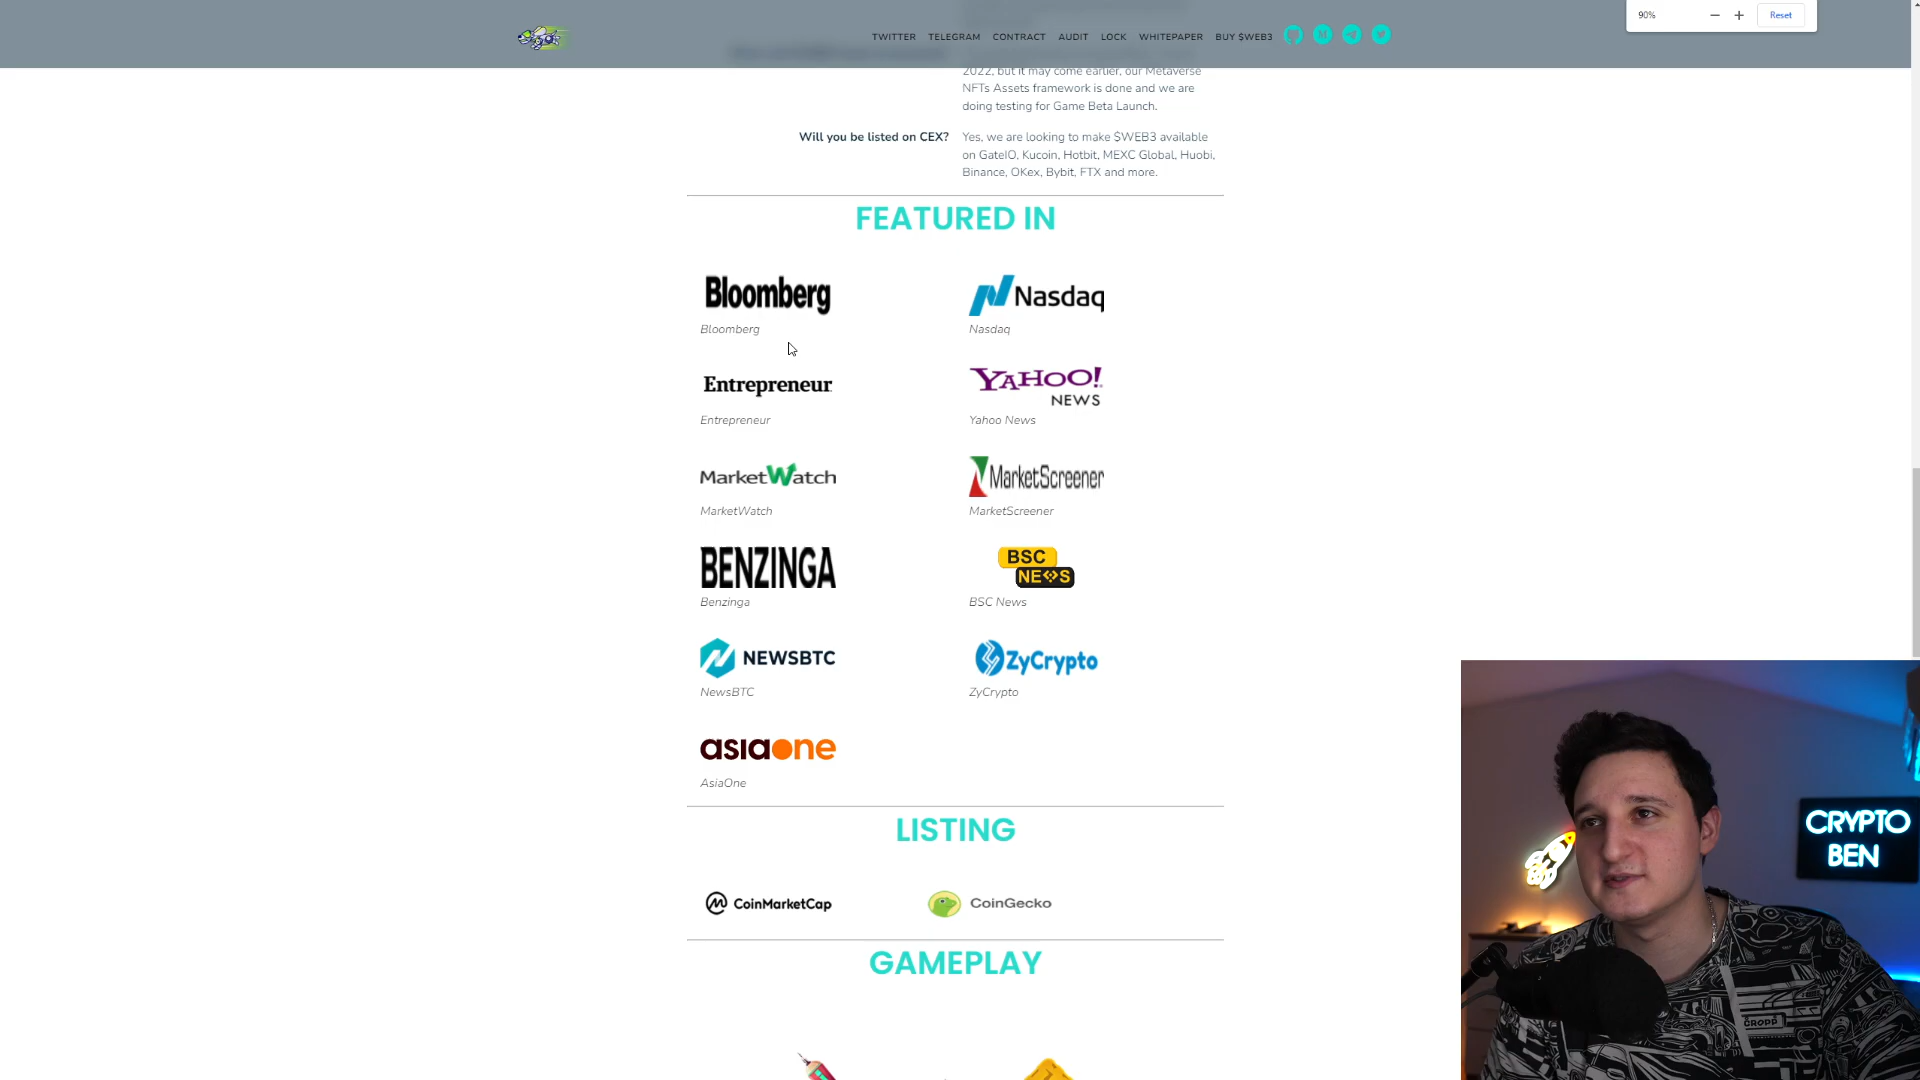 90%
Reset
TWITTER TELEGRAM CONTRACT AUDIT LOCK WHITEPAPER BUY $WEB3
2022, but it may come earlier, our Metaverse
NFTs Assets framework is done and we are
doing testing for Game Beta Launch.
Will you be listed on CEX?
Yes, we are looking to make $WEB3 available
on GateIO, Kucoin, Hotbit, MEXC Global, Huobi,
Binance, OKex, Bybit, FTX and more.
FEATURED IN
Bloomberg
Nasdaq
Bloomberg
Nasdaq
Entrepreneur
YAHOO!
NEWS
Entrepreneur
Yahoo News
MarketWatch
MarketScreener
MarketWatch
MarketScreener
BENZINGA
BSC
NEWS
Benzinga
BSC News
NEWSBTC
ZyCrypto
NewsBTC
ZyCrypto
asiaone
AsiaOne
LISTING
CoinMarketCap
CoinGecko
GAMEPLAY
CRYPTO
BEN
CROPP